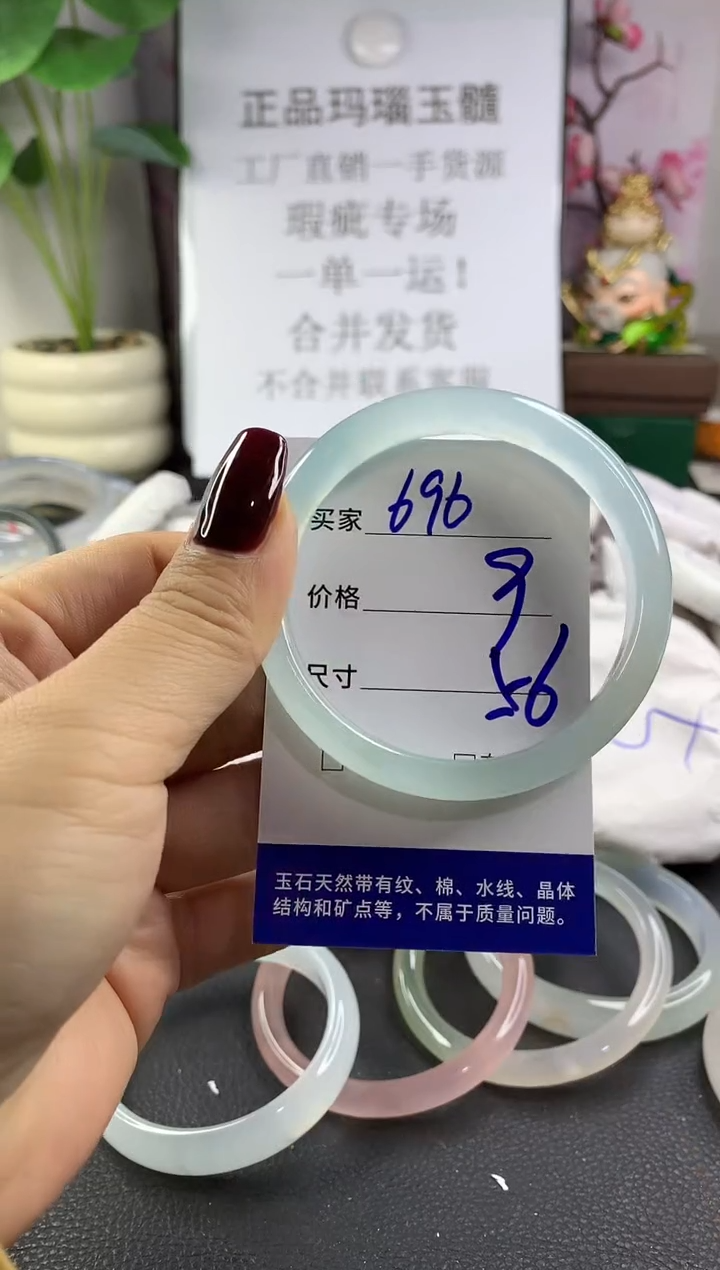 正品玛瑙玉髓
工厂直销一手货源
瑕疵专场
一单一运！
合并发货
不合并联系客服
买家 696
价格 9
尺寸 56
玉石天然带有纹、棉、水线、晶体
结构和矿点等，不属于质量问题。